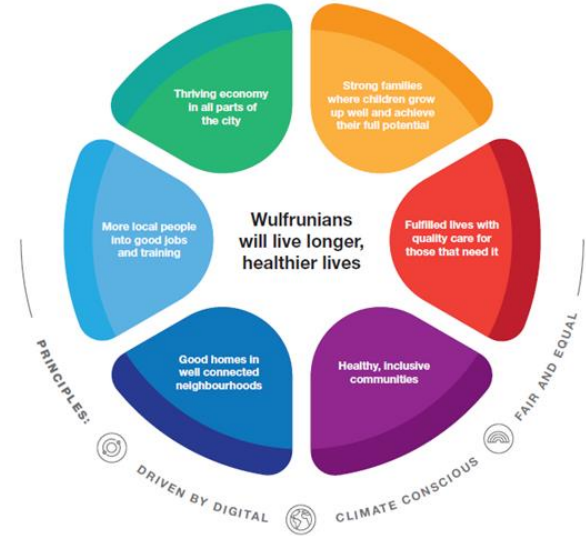 Thriving economy
in all parts of
the city
Strong families
where children grow
up well and achieve
their full potential
More local people
into good jobs
and training
Wulfrunians
will live longer,
healthier lives
Fulfilled lives with
quality care for
those that need it
Good homes in
well connected
neighbourhoods
Healthy, inclusive
communities
PRINCIPLES:
DRIVEN BY DIGITAL
CLIMATE CONSCIOUS
FAIR AND EQUAL